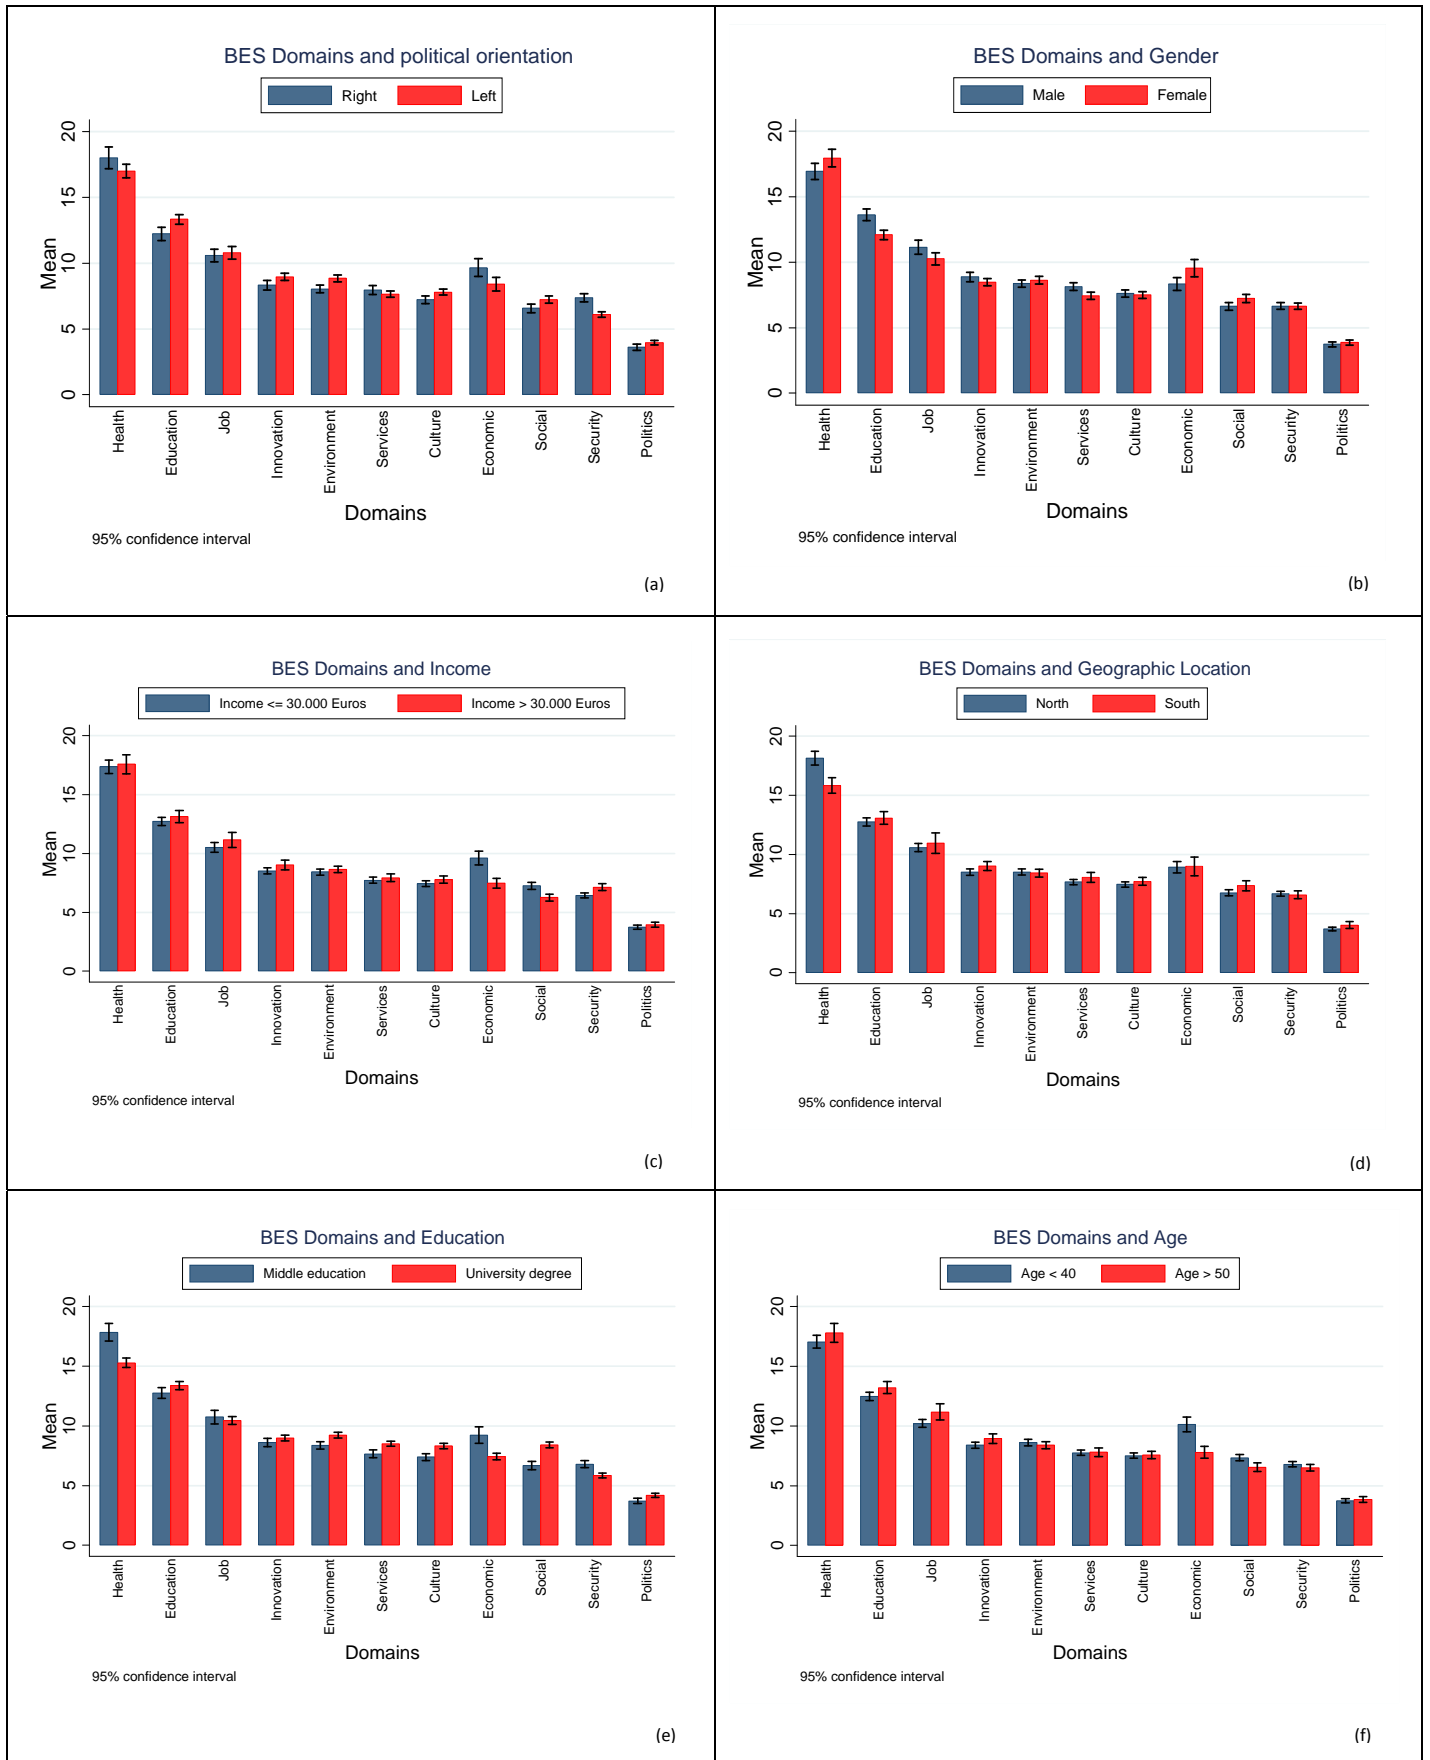 BES Domains and political orientation
Right Left
Mean
20
15
10
5
0
Health Education Job Innovation Environment Services Culture Economic Social Security Politics
Domains
95% confidence interval
(a)
BES Domains and Gender
Male Female
Mean
20
15
10
5
0
Health Education Job Innovation Environment Services Culture Economic Social Security Politics
Domains
95% confidence interval
(b)
BES Domains and Income
Income <= 30.000 Euros Income > 30.000 Euros
Mean
20
15
10
5
0
Health Education Job Innovation Environment Services Culture Economic Social Security Politics
Domains
95% confidence interval
(c)
BES Domains and Geographic Location
North South
Mean
20
15
10
5
0
Health Education Job Innovation Environment Services Culture Economic Social Security Politics
Domains
95% confidence interval
(d)
BES Domains and Education
Middle education University degree
Mean
20
15
10
5
0
Health Education Job Innovation Environment Services Culture Economic Social Security Politics
Domains
95% confidence interval
(e)
BES Domains and Age
Age < 40 Age > 50
Mean
20
15
10
5
0
Health Education Job Innovation Environment Services Culture Economic Social Security Politics
Domains
95% confidence interval
(f)